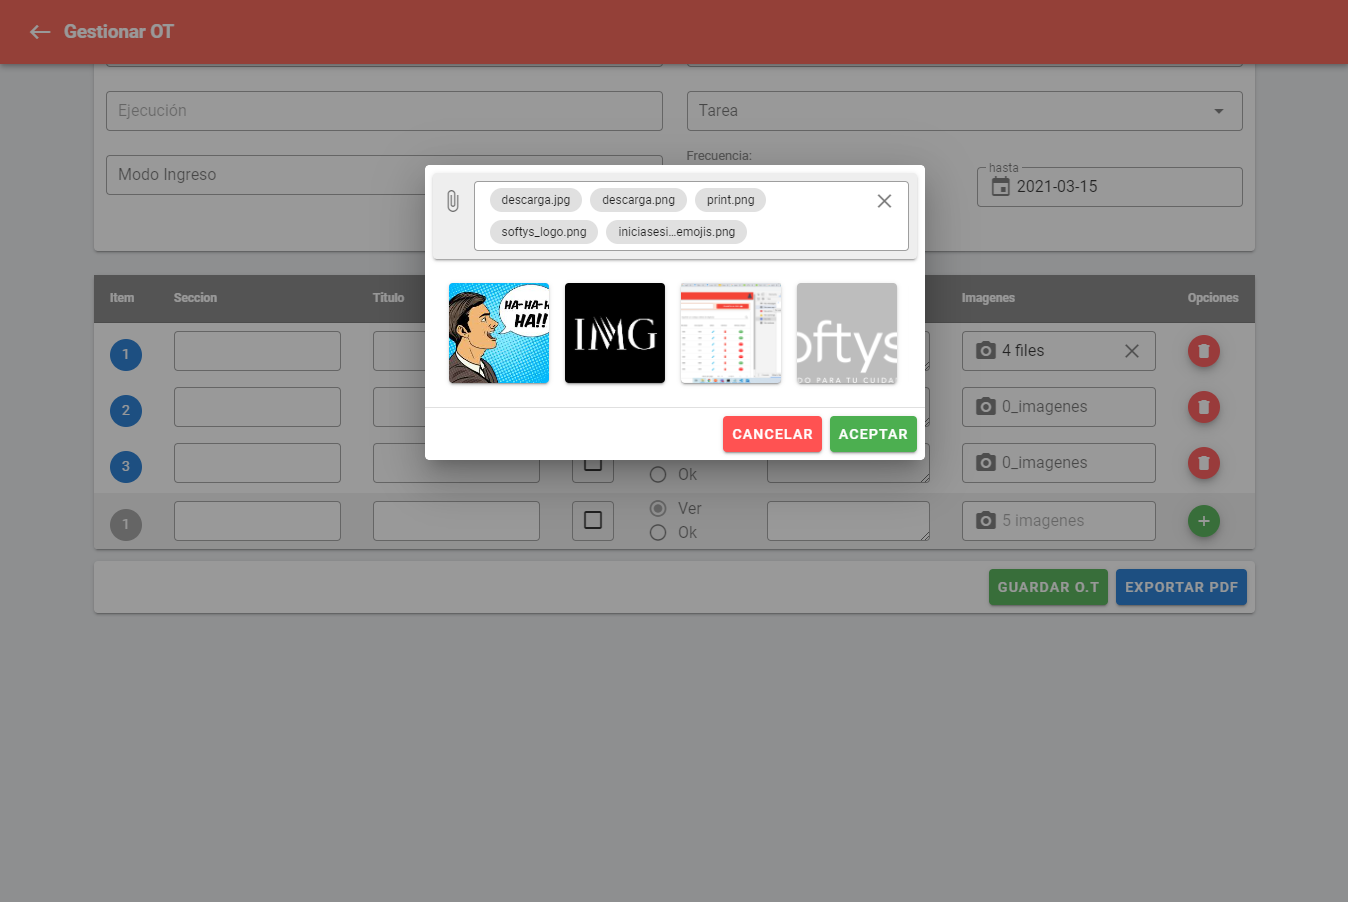 Gestionar OT
Ejecución
Tarea
Modo Ingreso
Frecuencia:
hasta
2021-03-15
descarga.jpg descarga.png print.png
softys_logo.png iniciasesi...emojis.png
HA-HA-H
HA!!
IMG
oftys
DO PARA TU CUIDA
CANCELAR ACEPTAR
Item Seccion Titulo Imagenes Opciones
1 4 files
2 0_imagenes
3 Ok 0_imagenes
1 Ver 5 imagenes
Ok
GUARDAR O.T EXPORTAR PDF